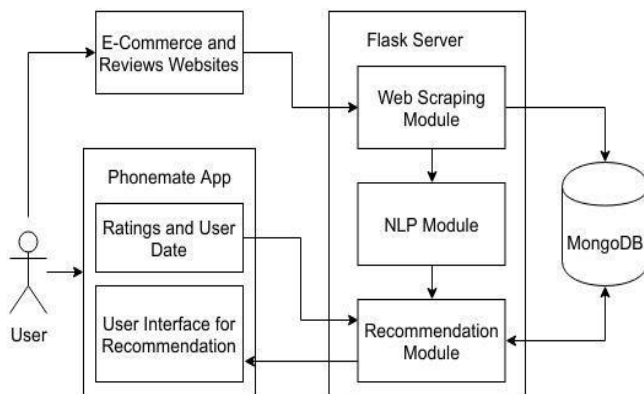 E-Commerce and
Reviews Websites
Flask Server
Web Scraping
Module
Phonemate App
Ratings and User
Date
NLP Module
MongoDB
User
User Interface for
Recommendation
Recommendation
Module